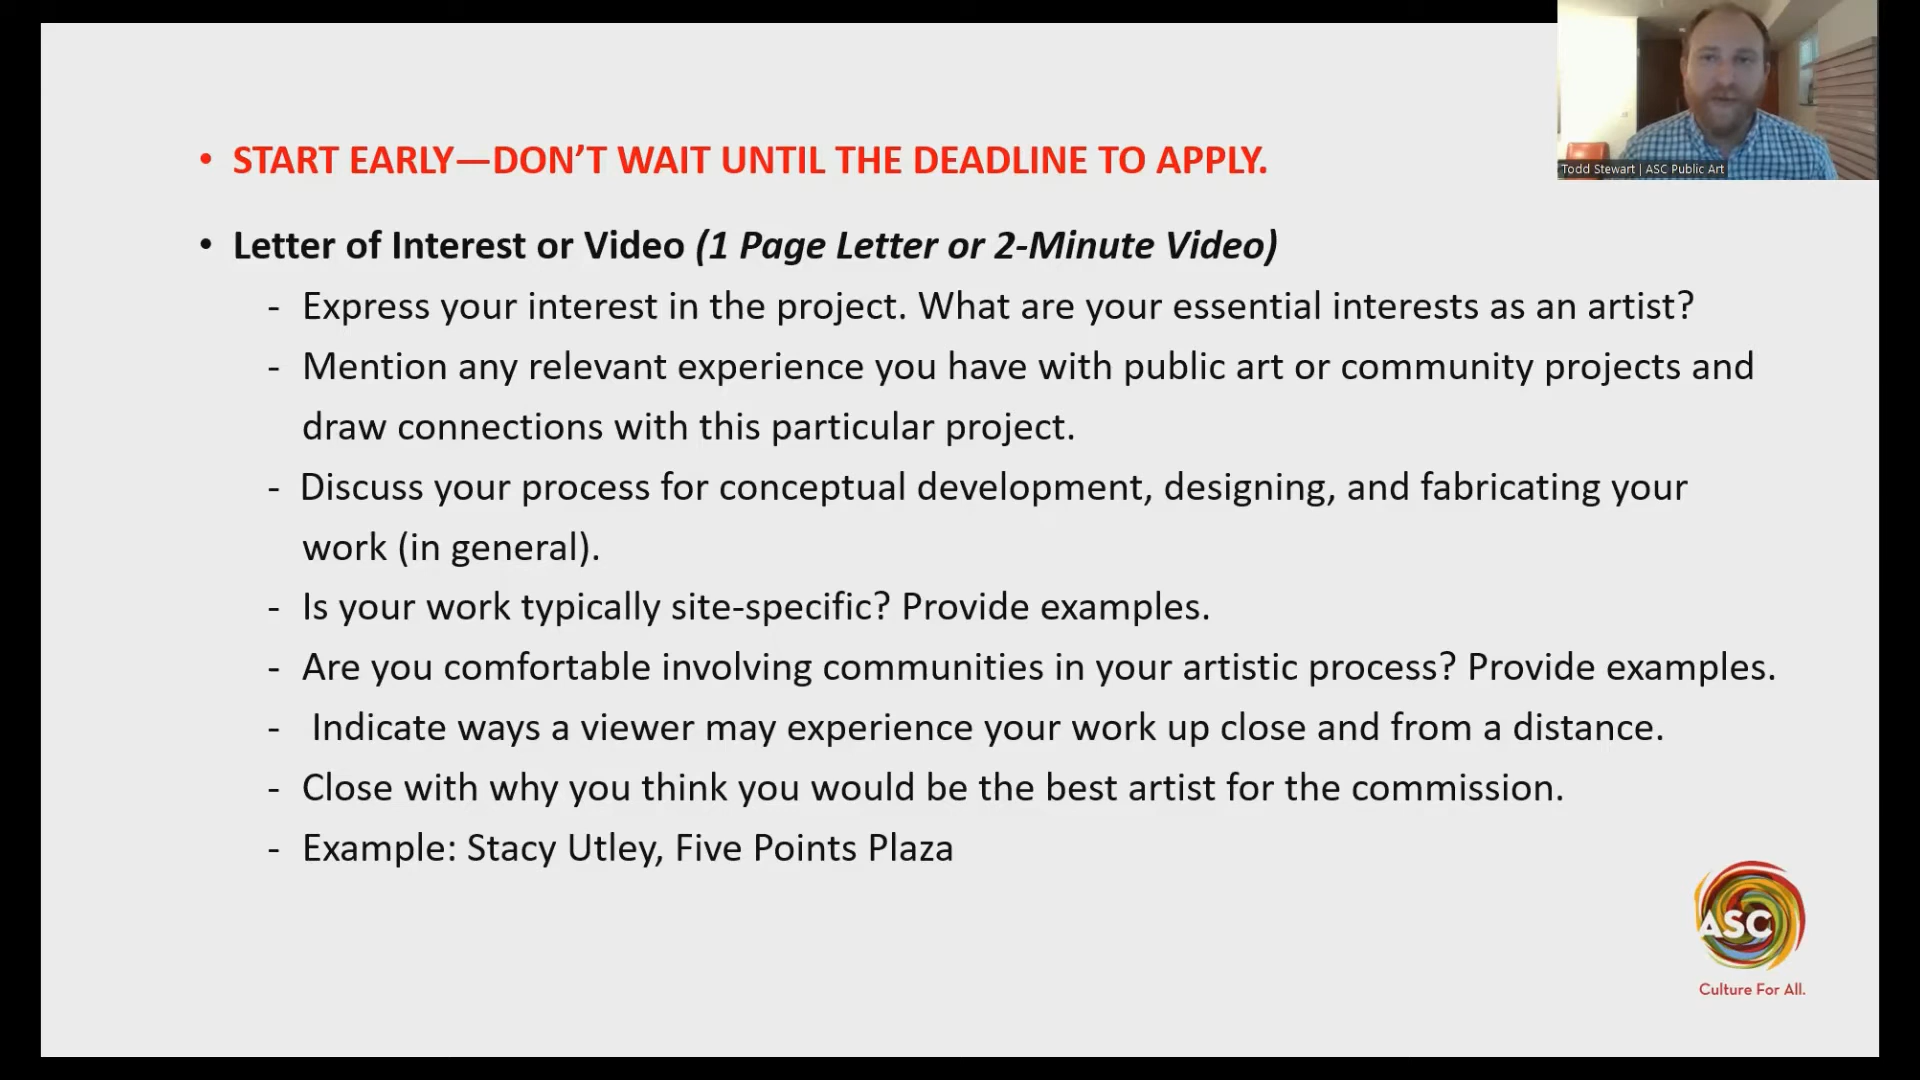 • START EARLY—DON’T WAIT UNTIL THE DEADLINE TO APPLY.
Todd Stewart | ASC Public Art
• Letter of Interest or Video (1 Page Letter or 2-Minute Video)
- Express your interest in the project. What are your essential interests as an artist?
- Mention any relevant experience you have with public art or community projects and
draw connections with this particular project.
- Discuss your process for conceptual development, designing, and fabricating your
work (in general).
- Is your work typically site-specific? Provide examples.
- Are you comfortable involving communities in your artistic process? Provide examples.
- Indicate ways a viewer may experience your work up close and from a distance.
- Close with why you think you would be the best artist for the commission.
- Example: Stacy Utley, Five Points Plaza
ASC
Culture For All.